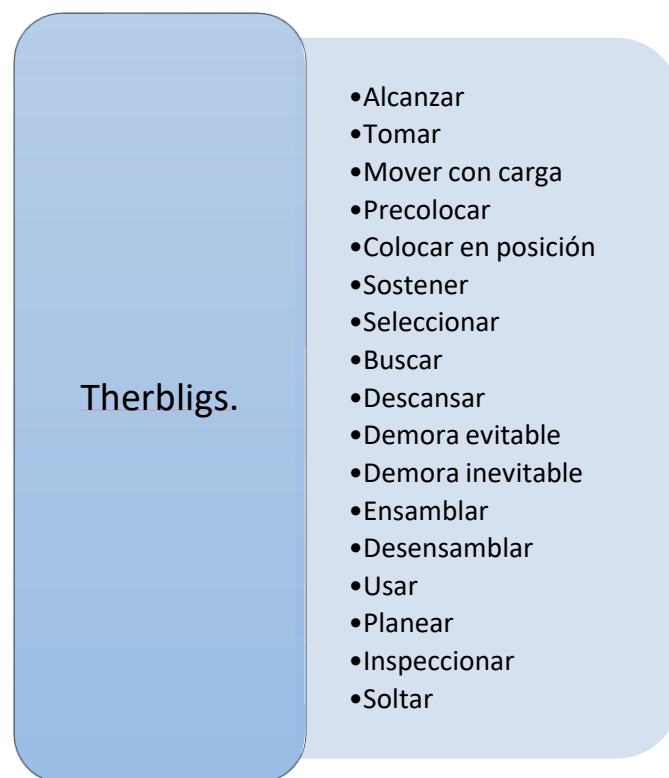 Therbligs.
•Alcanzar
•Tomar
•Mover con carga
•Precolocar
•Colocar en posición
•Sostener
•Seleccionar
•Buscar
•Descansar
•Demora evitable
•Demora inevitable
•Ensamblar
•Desensamblar
•Usar
•Planear
•Inspeccionar
•Soltar